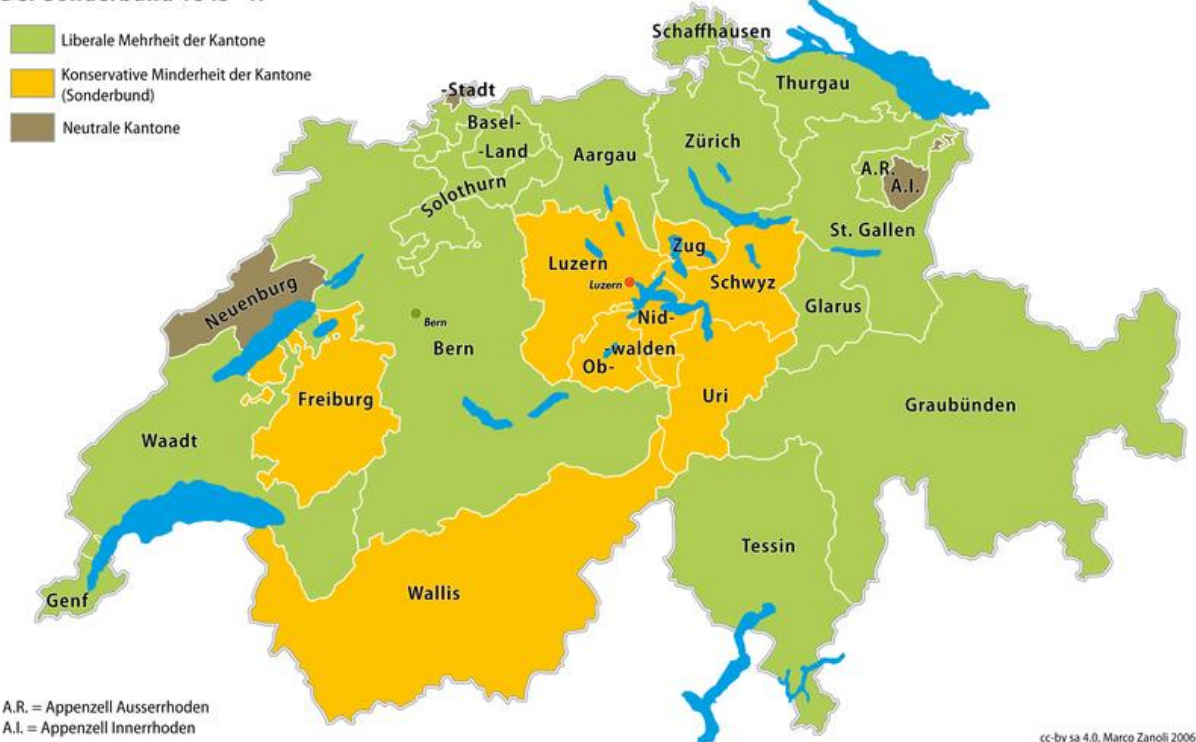 Liberale Mehrheit der Kantone
Konservative Minderheit der Kantone
(Sonderbund)
Neutrale Kantone
Schaffhausen
-Stadt
Basel-
-Land
Thurgau
Aargau
Zürich
Solothurn
A.R.
A.I.
St. Gallen
Luzern
Luzern
Zug
Schwyz
Neuenburg
Glarus
Bern
Bern
Nid-
-walden
Ob-
Uri
Freiburg
Graubünden
Waadt
Tessin
Wallis
Genf
A.R. = Appenzell Ausserrhoden
A.I. = Appenzell Innerrhoden
cc-by sa 4.0, Marco Zanoli 2006